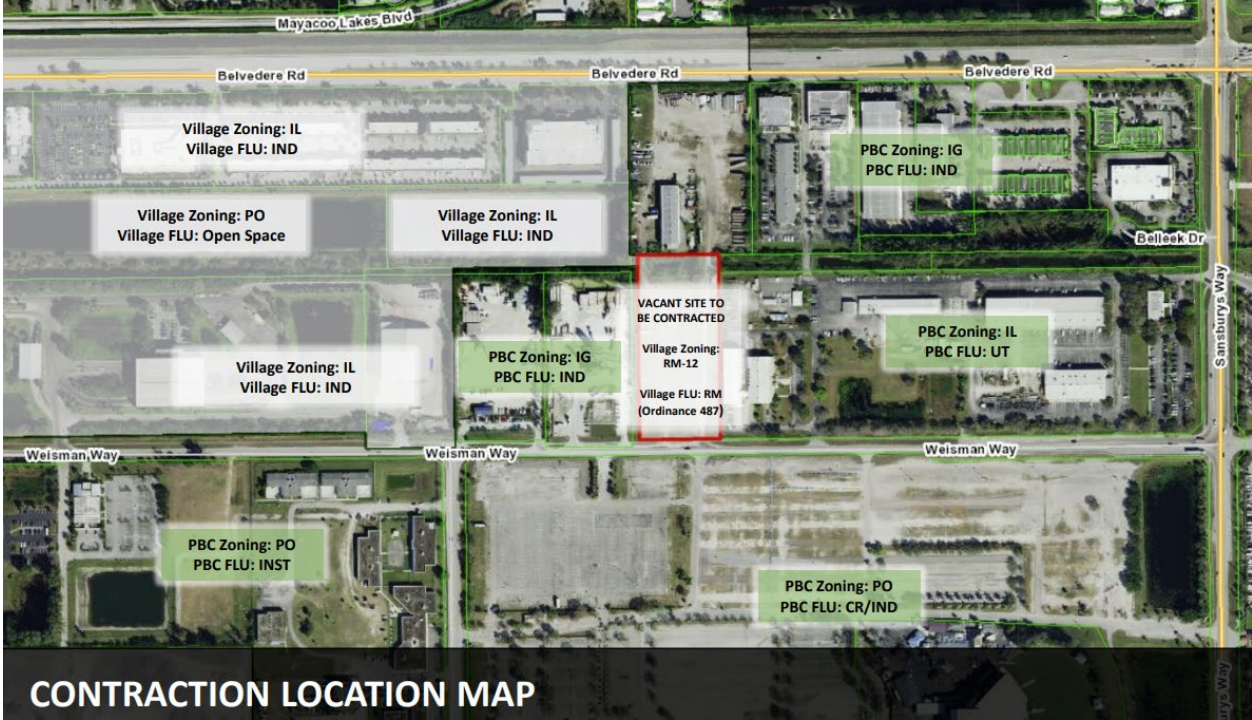 Mayacoo Lakes Blvd
Belvedere Rd
Belvedere Rd
Belvedere Rd
Village Zoning: IL
Village FLU: IND
PBC Zoning: IG
PBC FLU: IND
Village Zoning: PO
Village FLU: Open Space
Village Zoning: IL
Village FLU: IND
Belleek Dr
Sansburys Way
VACANT SITE TO
BE CONTRACTED
Village Zoning:
RM-12
Village FLU: RM
(Ordinance 487)
PBC Zoning: IL
PBC FLU: UT
PBC Zoning: IG
PBC FLU: IND
Village Zoning: IL
Village FLU: IND
Weisman Way
Weisman Way
Weisman Way
PBC Zoning: PO
PBC FLU: INST
PBC Zoning: PO
PBC FLU: CR/IND
CONTRACTION LOCATION MAP